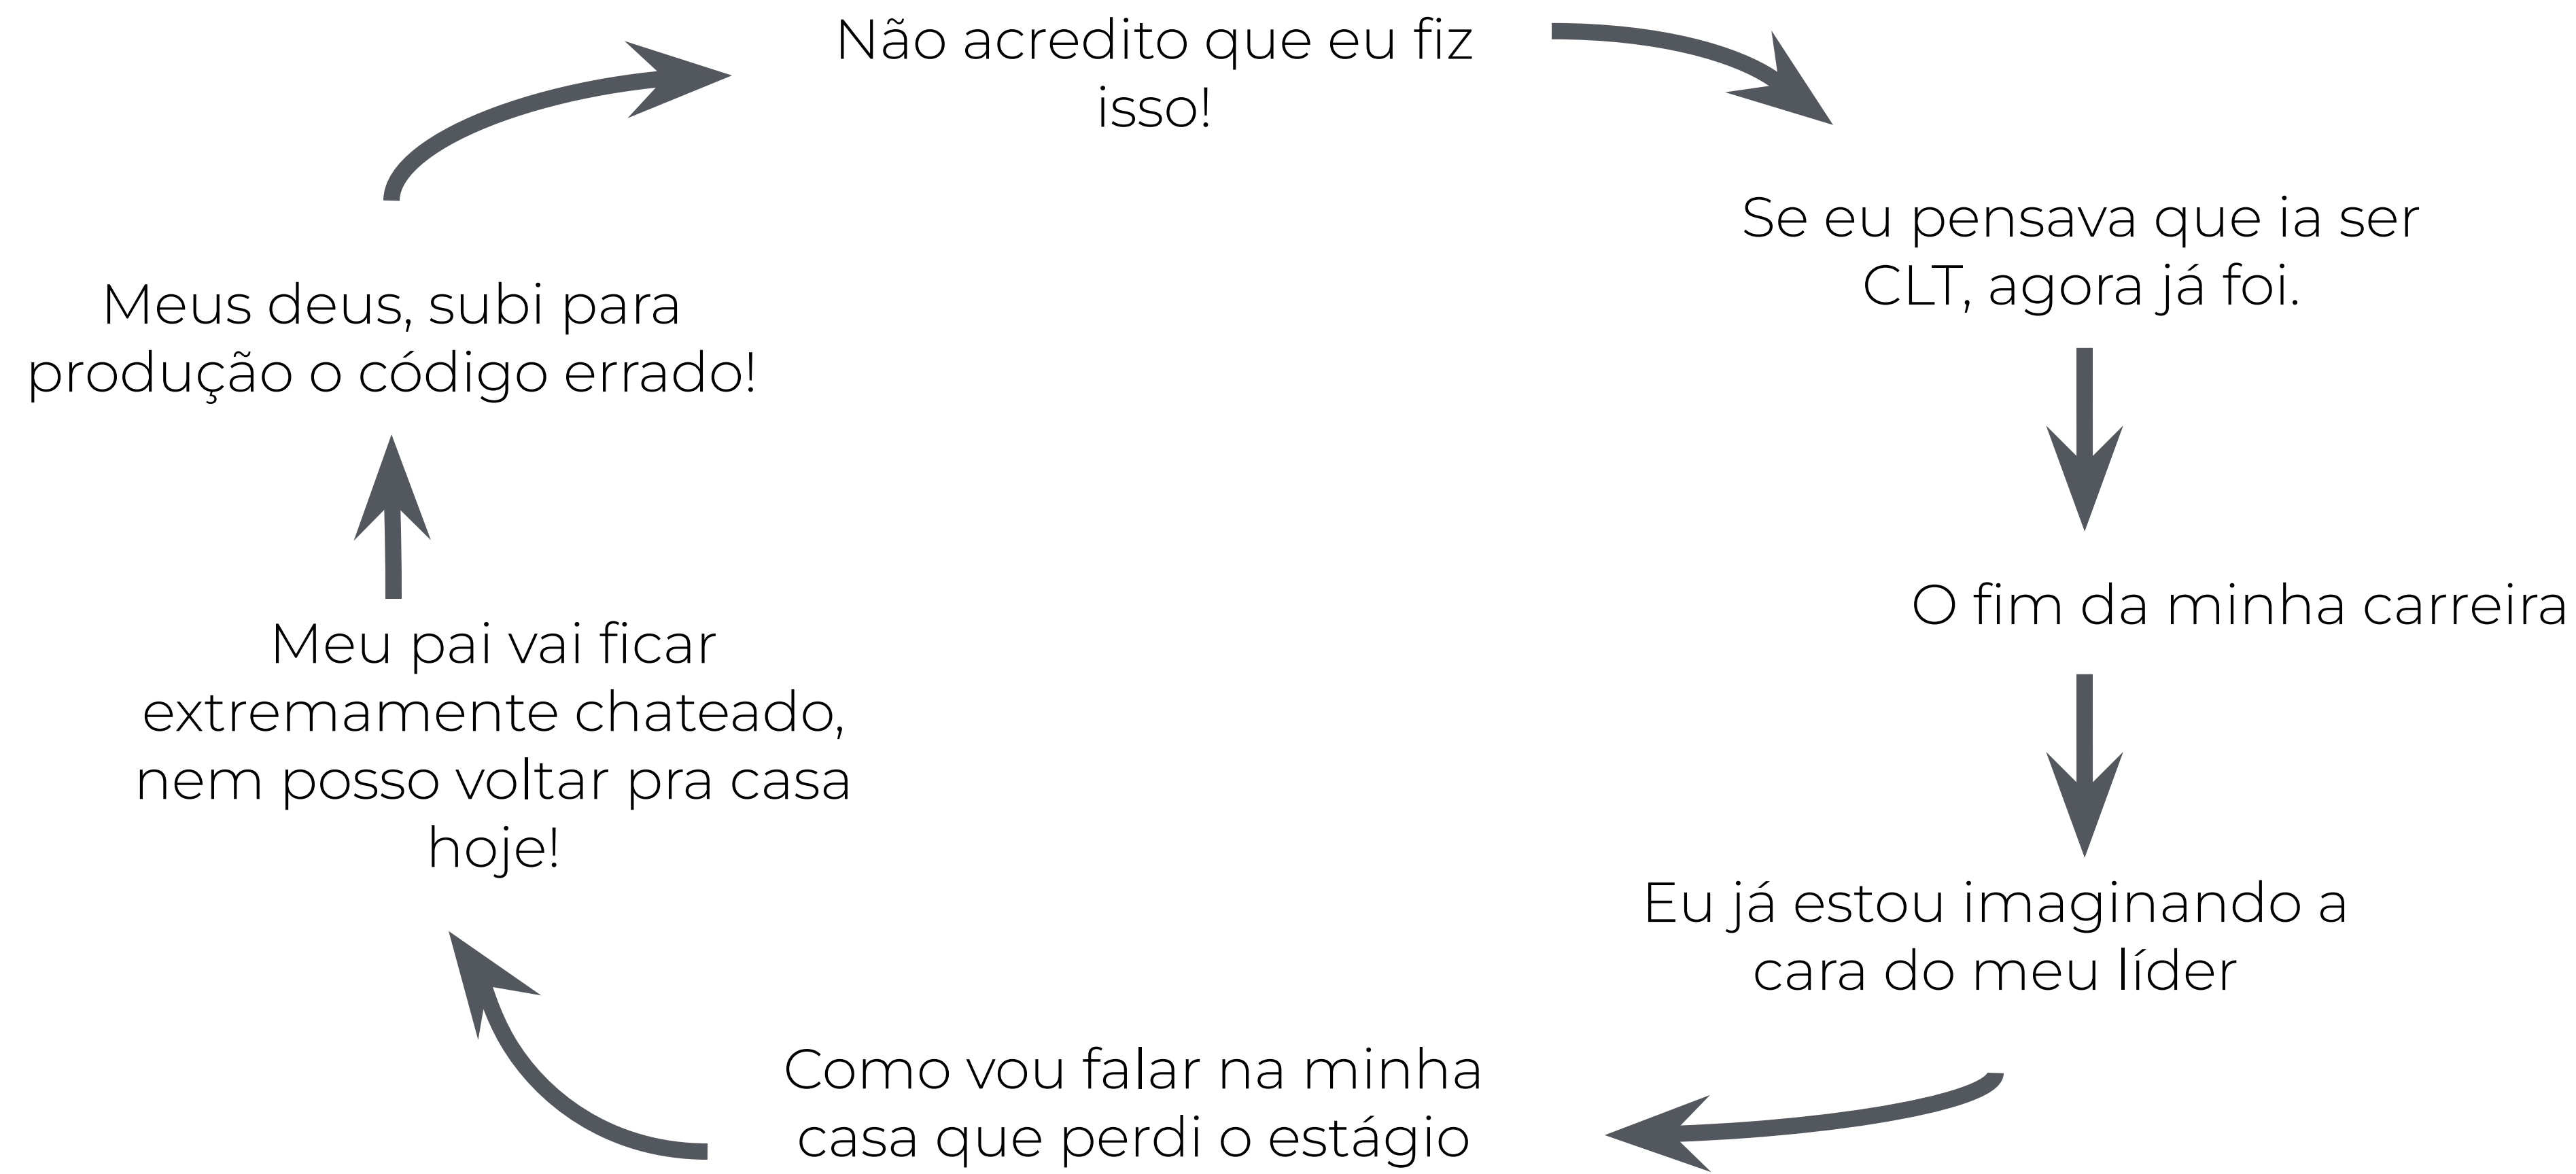 Não acredito que eu fiz
isso!
Se eu pensava que ia ser
CLT, agora já foi.
O fim da minha carreira
Eu já estou imaginando a
cara do meu líder
Como vou falar na minha
casa que perdi o estágio
Meu pai vai ficar
extremamente chateado,
nem posso voltar pra casa
hoje!
Meus deus, subi para
produção o código errado!